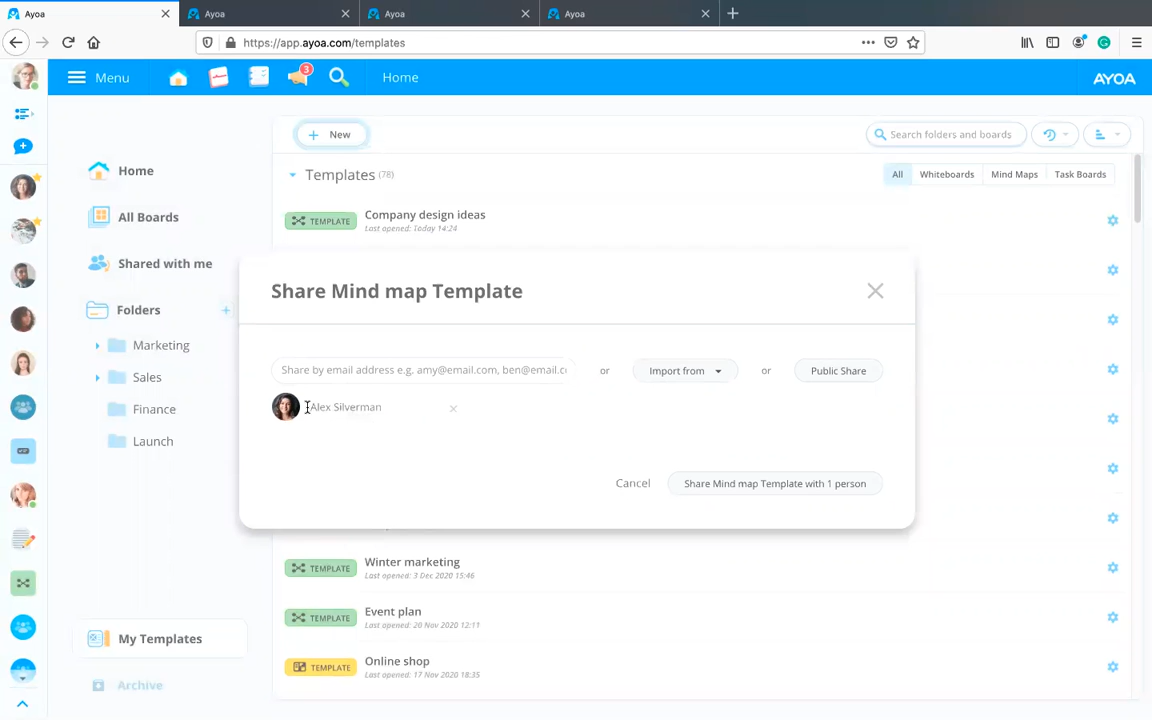 Ayoa
Ayoa
Ayoa
Ayoa
https://app.ayoa.com/templates
Menu
3
Home
AYOA
New
Search folders and boards
Home
All Boards
Shared with me
Folders
Marketing
Sales
Finance
Launch
My Templates
Archive
Templates (78)
All
Whiteboards
Mind Maps
Task Boards
TEMPLATE
Company design ideas
Last opened: Today 14:24
Share Mind map Template
Share by email address e.g. amy@email.com, ben@email.c
or
Import from
or
Public Share
Alex Silverman
Cancel
Share Mind map Template with 1 person
TEMPLATE
Winter marketing
Last opened: 3 Dec 2020 15:46
TEMPLATE
Event plan
Last opened: 26 Nov 2020 12:11
TEMPLATE
Online shop
Last opened: 17 Nov 2020 18:35